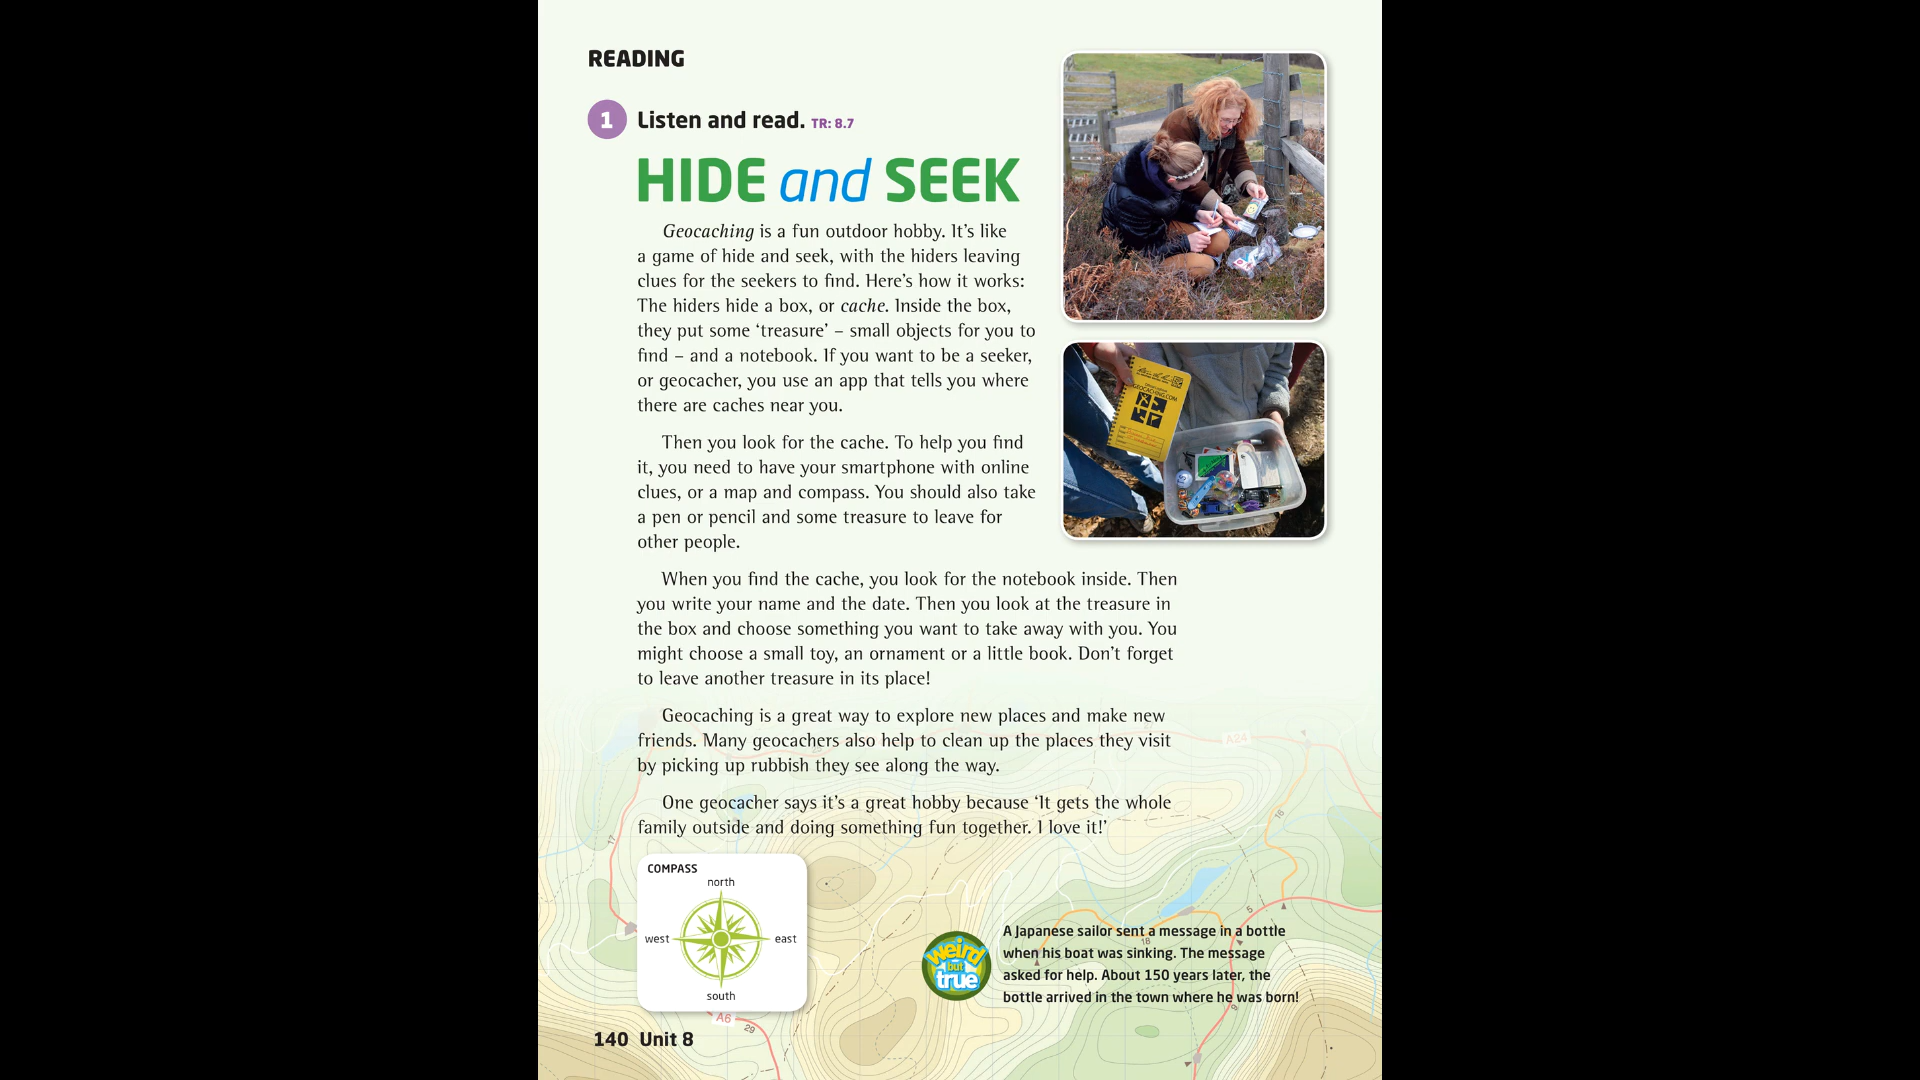 READING
1 Listen and read. TR: 8.7
HIDE and SEEK
Geocaching is a fun outdoor hobby. It's like
a game of hide and seek, with the hiders leaving
clues for the seekers to find. Here's how it works:
The hiders hide a box, or cache. Inside the box,
they put some ‘treasure’ – small objects for you to
find – and a notebook. If you want to be a seeker,
or geocacher, you use an app that tells you where
there are caches near you.
Then you look for the cache. To help you find
it, you need to have your smartphone with online
clues, or a map and compass. You should also take
a pen or pencil and some treasure to leave for
other people.
When you find the cache, you look for the notebook inside. Then
you write your name and the date. Then you look at the treasure in
the box and choose something you want to take away with you. You
might choose a small toy, an ornament or a little book. Don't forget
to leave another treasure in its place!
Geocaching is a great way to explore new places and make new
friends. Many geocachers also help to clean up the places they visit
by picking up rubbish they see along the way.
One geocacher says it's a great hobby because ‘It gets the whole
family outside and doing something fun together. I love it!’
GEOCACHING.COM
A24
16
17
COMPASS
north
west
east
south
5
18
9
weird
but
true
A Japanese sailor sent a message in a bottle
when his boat was sinking. The message
asked for help. About 150 years later, the
bottle arrived in the town where he was born!
A6
29
140 Unit 8